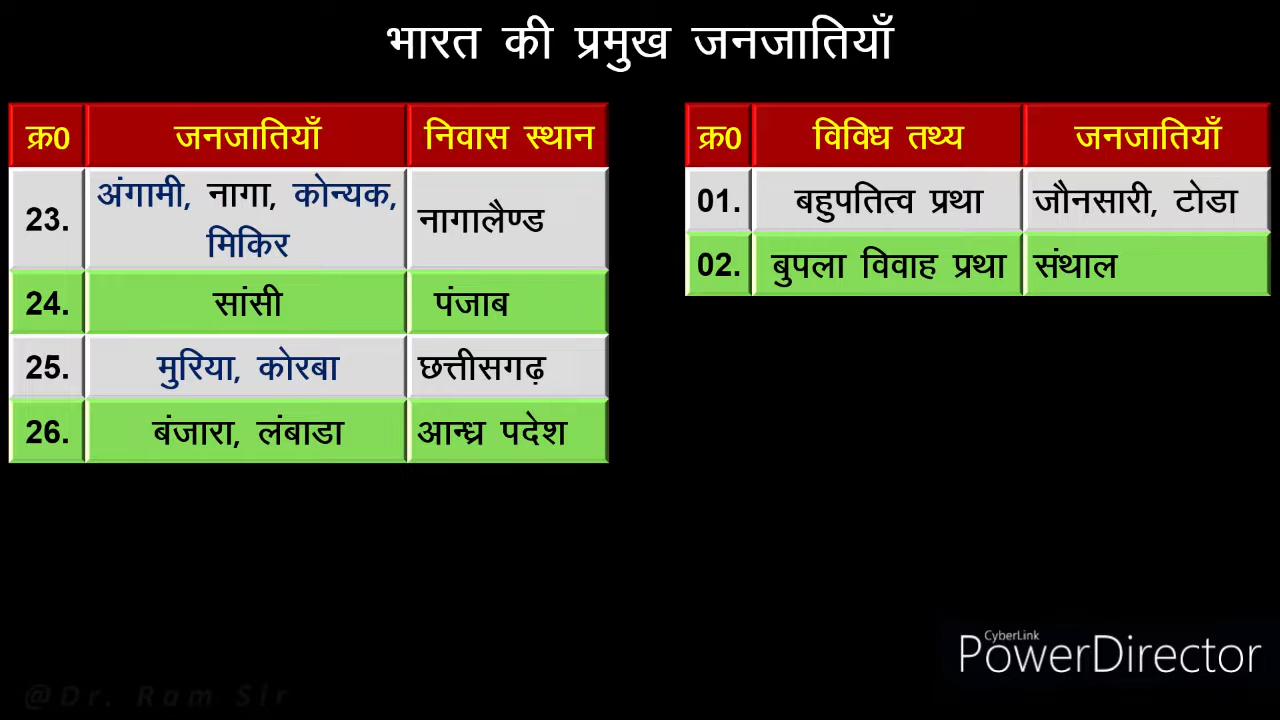 भारत की प्रमुख जनजातियाँ
क्र0 जनजातियाँ निवास स्थान
23. अंगामी, नागा, कोन्यक, मिकिर नागालैण्ड
24. सांसी पंजाब
25. मुरिया, कोरबा छत्तीसगढ़
26. बंजारा, लंबाडा आन्ध्र पदेश
क्र0 विविध तथ्य जनजातियाँ
01. बहुपतित्व प्रथा जौनसारी, टोडा
02. बुपला विवाह प्रथा संथाल
CyberLink
PowerDirector
@Dr. Ram Sir